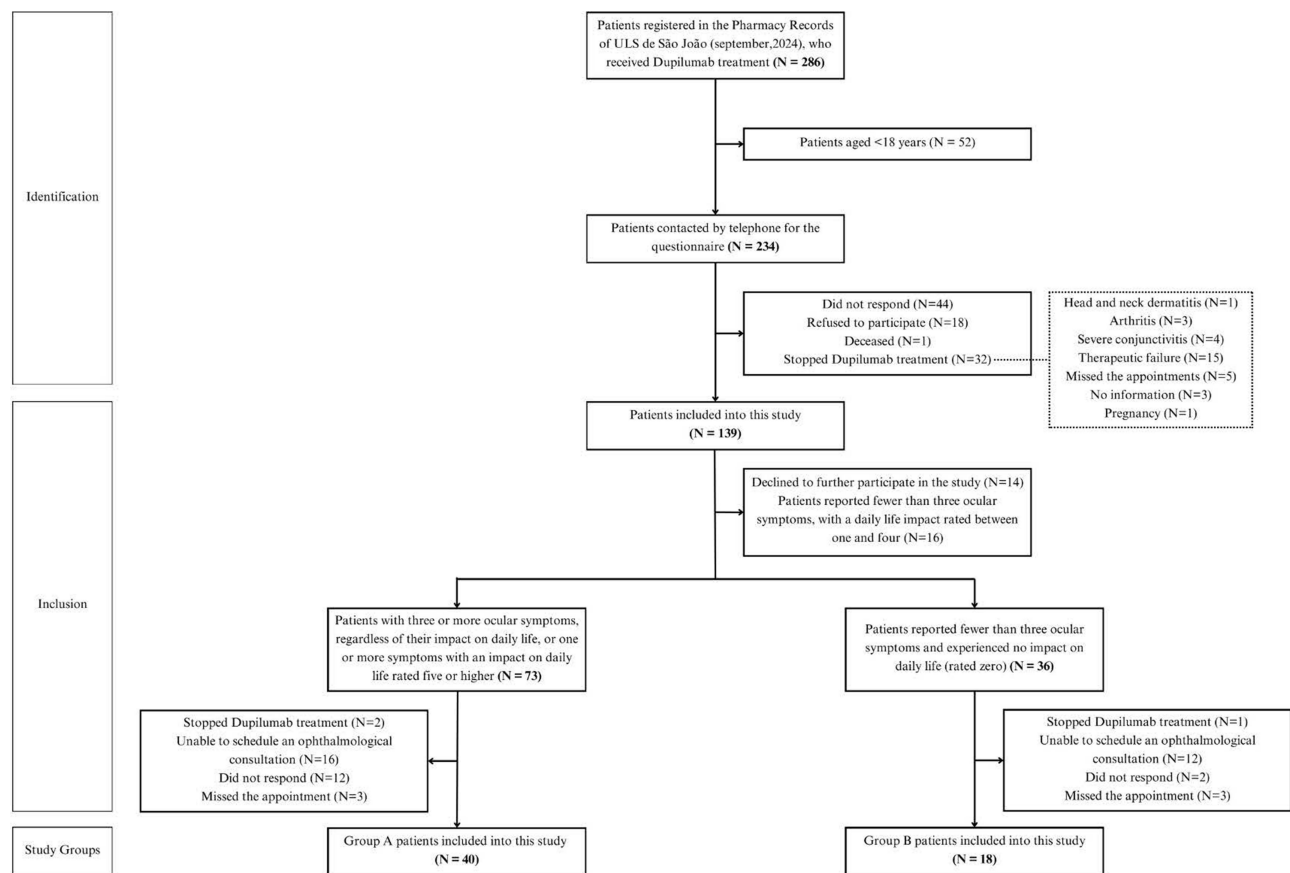 Identification
Patients registered in the Pharmacy Records
of ULS de São João (september,2024), who
received Dupilumab treatment (N = 286)
Patients aged <18 years (N = 52)
Patients contacted by telephone for the
questionnaire (N = 234)
Did not respond (N=44)
Refused to participate (N=18)
Deceased (N=1)
Stopped Dupilumab treatment (N=32)
Head and neck dermatitis (N=1)
Arthritis (N=3)
Severe conjunctivitis (N=4)
Therapeutic failure (N=15)
Missed the appointments (N=5)
No information (N=3)
Pregnancy (N=1)
Inclusion
Patients included into this study
(N = 139)
Declined to further participate in the study (N=14)
Patients reported fewer than three ocular
symptoms, with a daily life impact rated between
one and four (N=16)
Patients with three or more ocular symptoms,
regardless of their impact on daily life, or one
or more symptoms with an impact on daily
life rated five or higher (N = 73)
Patients reported fewer than three ocular
symptoms and experienced no impact on
daily life (rated zero) (N = 36)
Stopped Dupilumab treatment (N=2)
Unable to schedule an ophthalmological
consultation (N=16)
Did not respond (N=12)
Missed the appointment (N=3)
Stopped Dupilumab treatment (N=1)
Unable to schedule an ophthalmological
consultation (N=12)
Did not respond (N=2)
Missed the appointment (N=3)
Study Groups
Group A patients included into this study
(N = 40)
Group B patients included into this study
(N = 18)